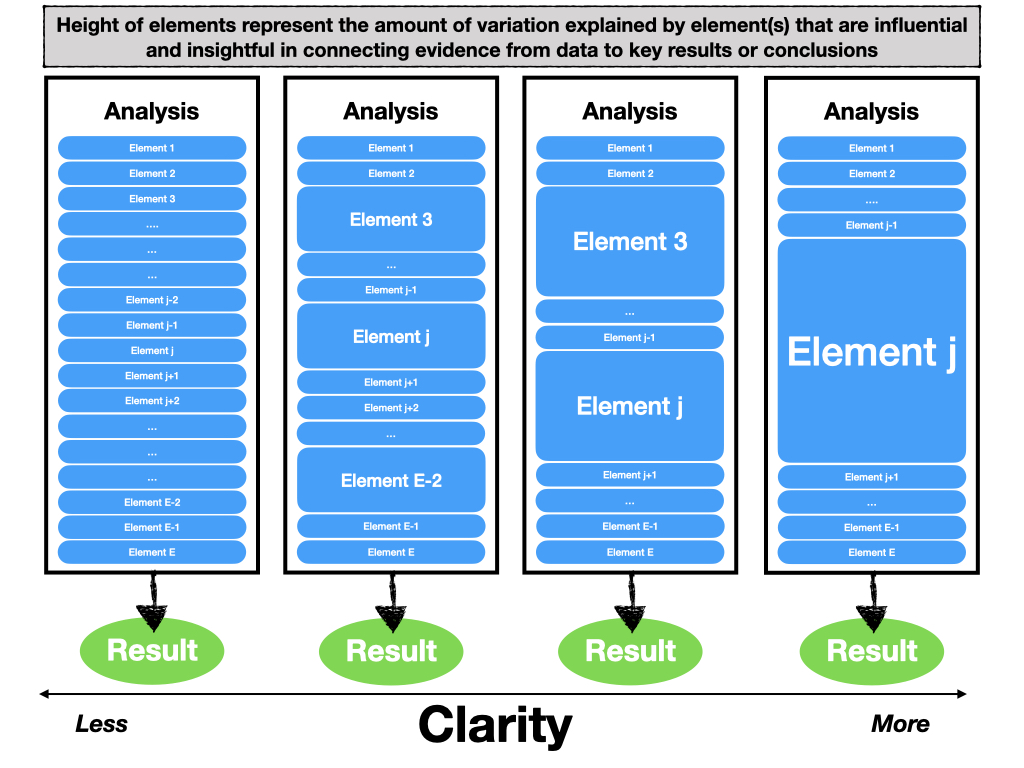 Height of elements represent the amount of variation explained by element(s) that are influential
and insightful in connecting evidence from data to key results or conclusions
Analysis
Element 1
Element 2
Element 3
....
...
...
Element j-2
Element j-1
Element j
Element j+1
Element j+2
...
...
...
Element E-2
Element E-1
Element E
Result
Analysis
Element 1
Element 2
Element 3
...
Element j-1
Element j
Element j+1
Element j+2
...
Element E-2
Element E-1
Element E
Result
Analysis
Element 1
Element 2
Element 3
...
Element j-1
Element j
Element j+1
...
Element E-1
Element E
Result
Analysis
Element 1
Element 2
....
Element j-1
Element j
Element j+1
...
Element E-1
Element E
Result
Less
Clarity
More